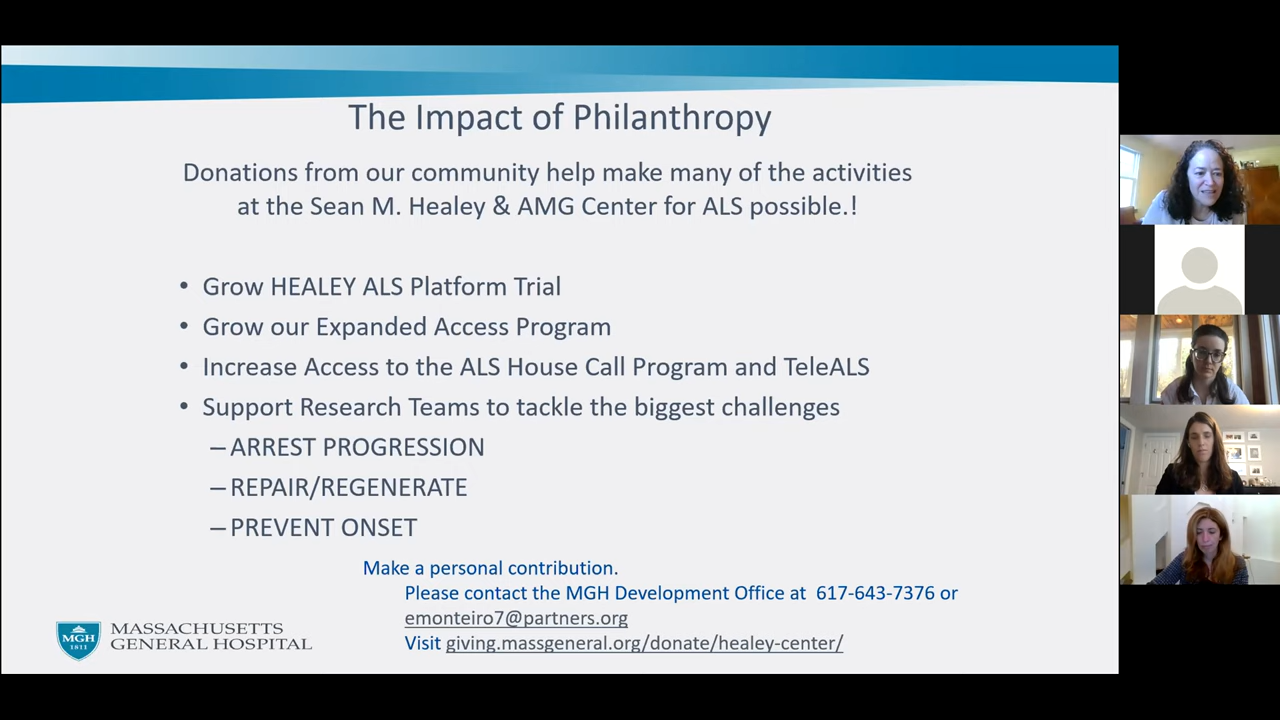 The Impact of Philanthropy
Donations from our community help make many of the activities
at the Sean M. Healey & AMG Center for ALS possible.!
• Grow HEALEY ALS Platform Trial
• Grow our Expanded Access Program
• Increase Access to the ALS House Call Program and TeleALS
• Support Research Teams to tackle the biggest challenges
– ARREST PROGRESSION
– REPAIR/REGENERATE
– PREVENT ONSET
Make a personal contribution.
Please contact the MGH Development Office at 617-643-7376 or
emonteiro7@partners.org
Visit giving.massgeneral.org/donate/healey-center/
MGH
1811
MASSACHUSETTS
GENERAL HOSPITAL